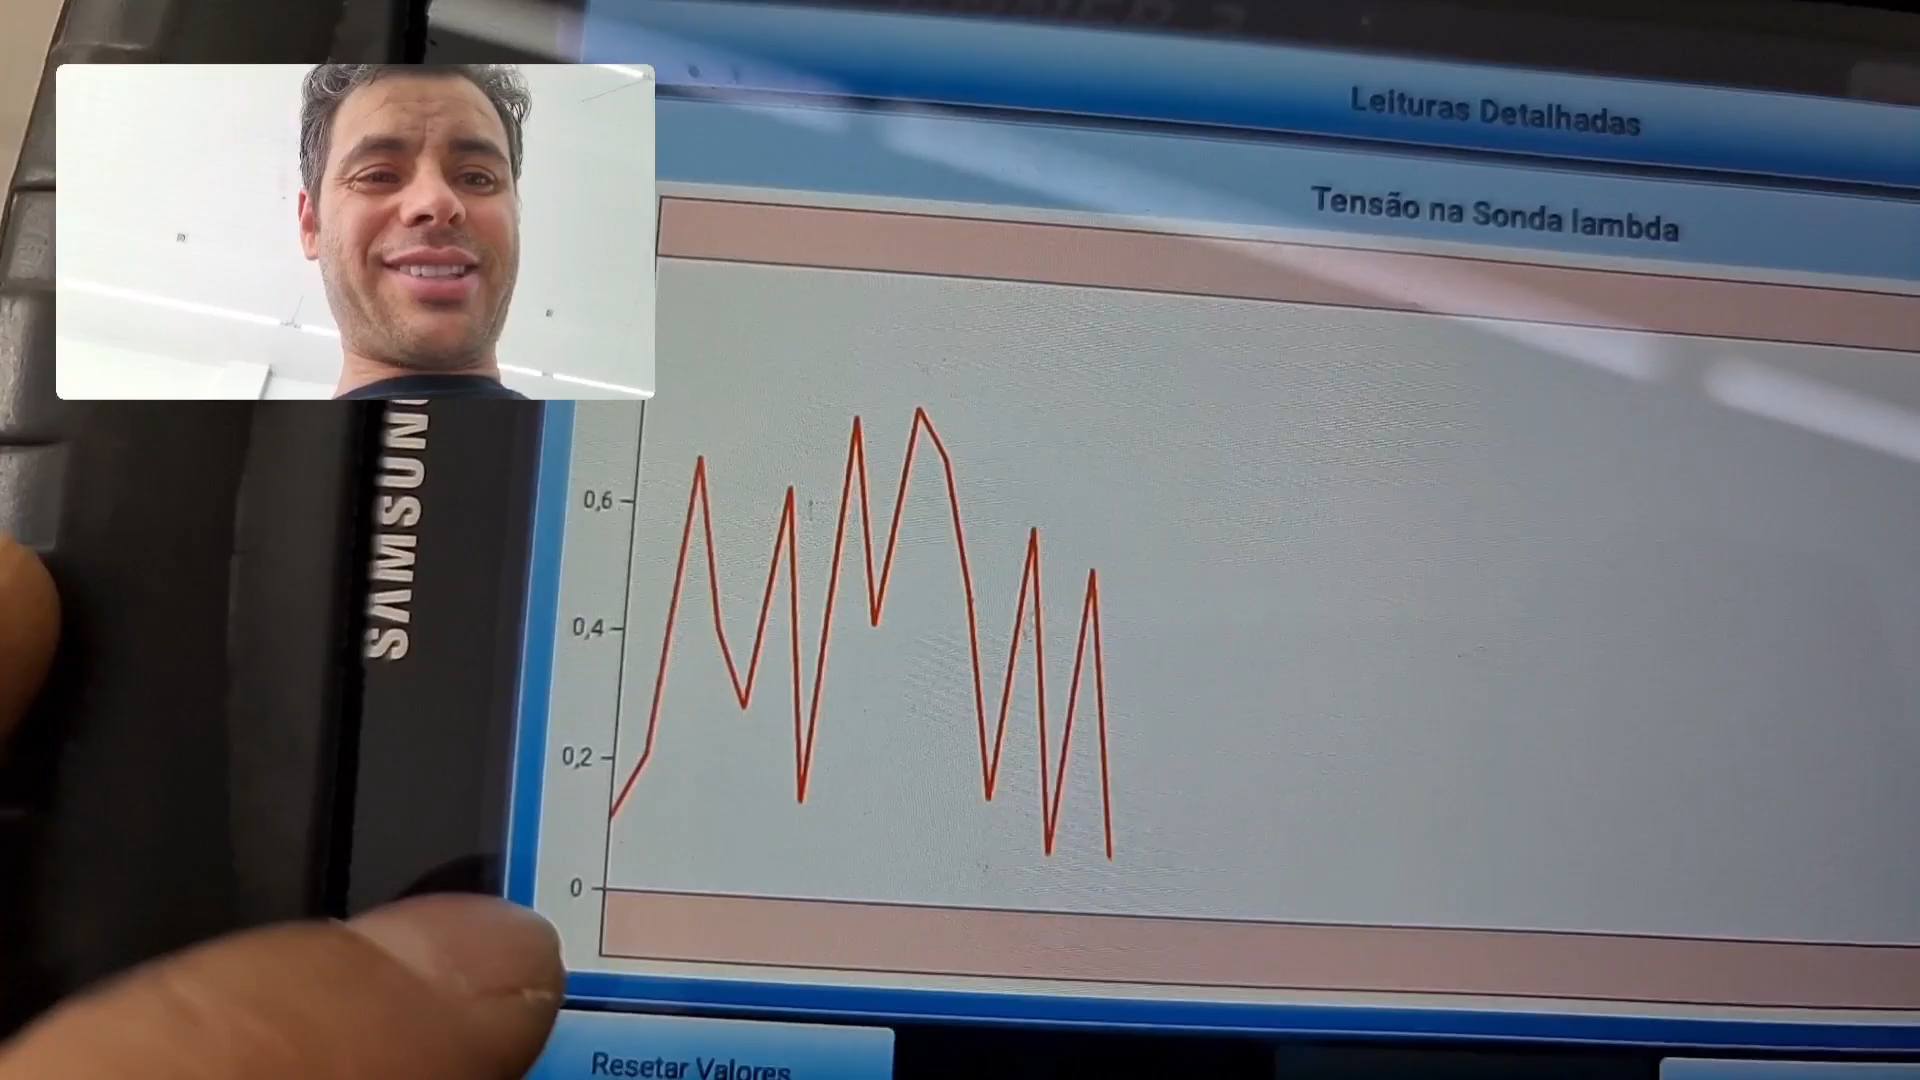 Leituras Detalhadas
Tensão na Sonda lambda
SAMSUNG
0,6
0,4
0,2
0
Resetar Valores